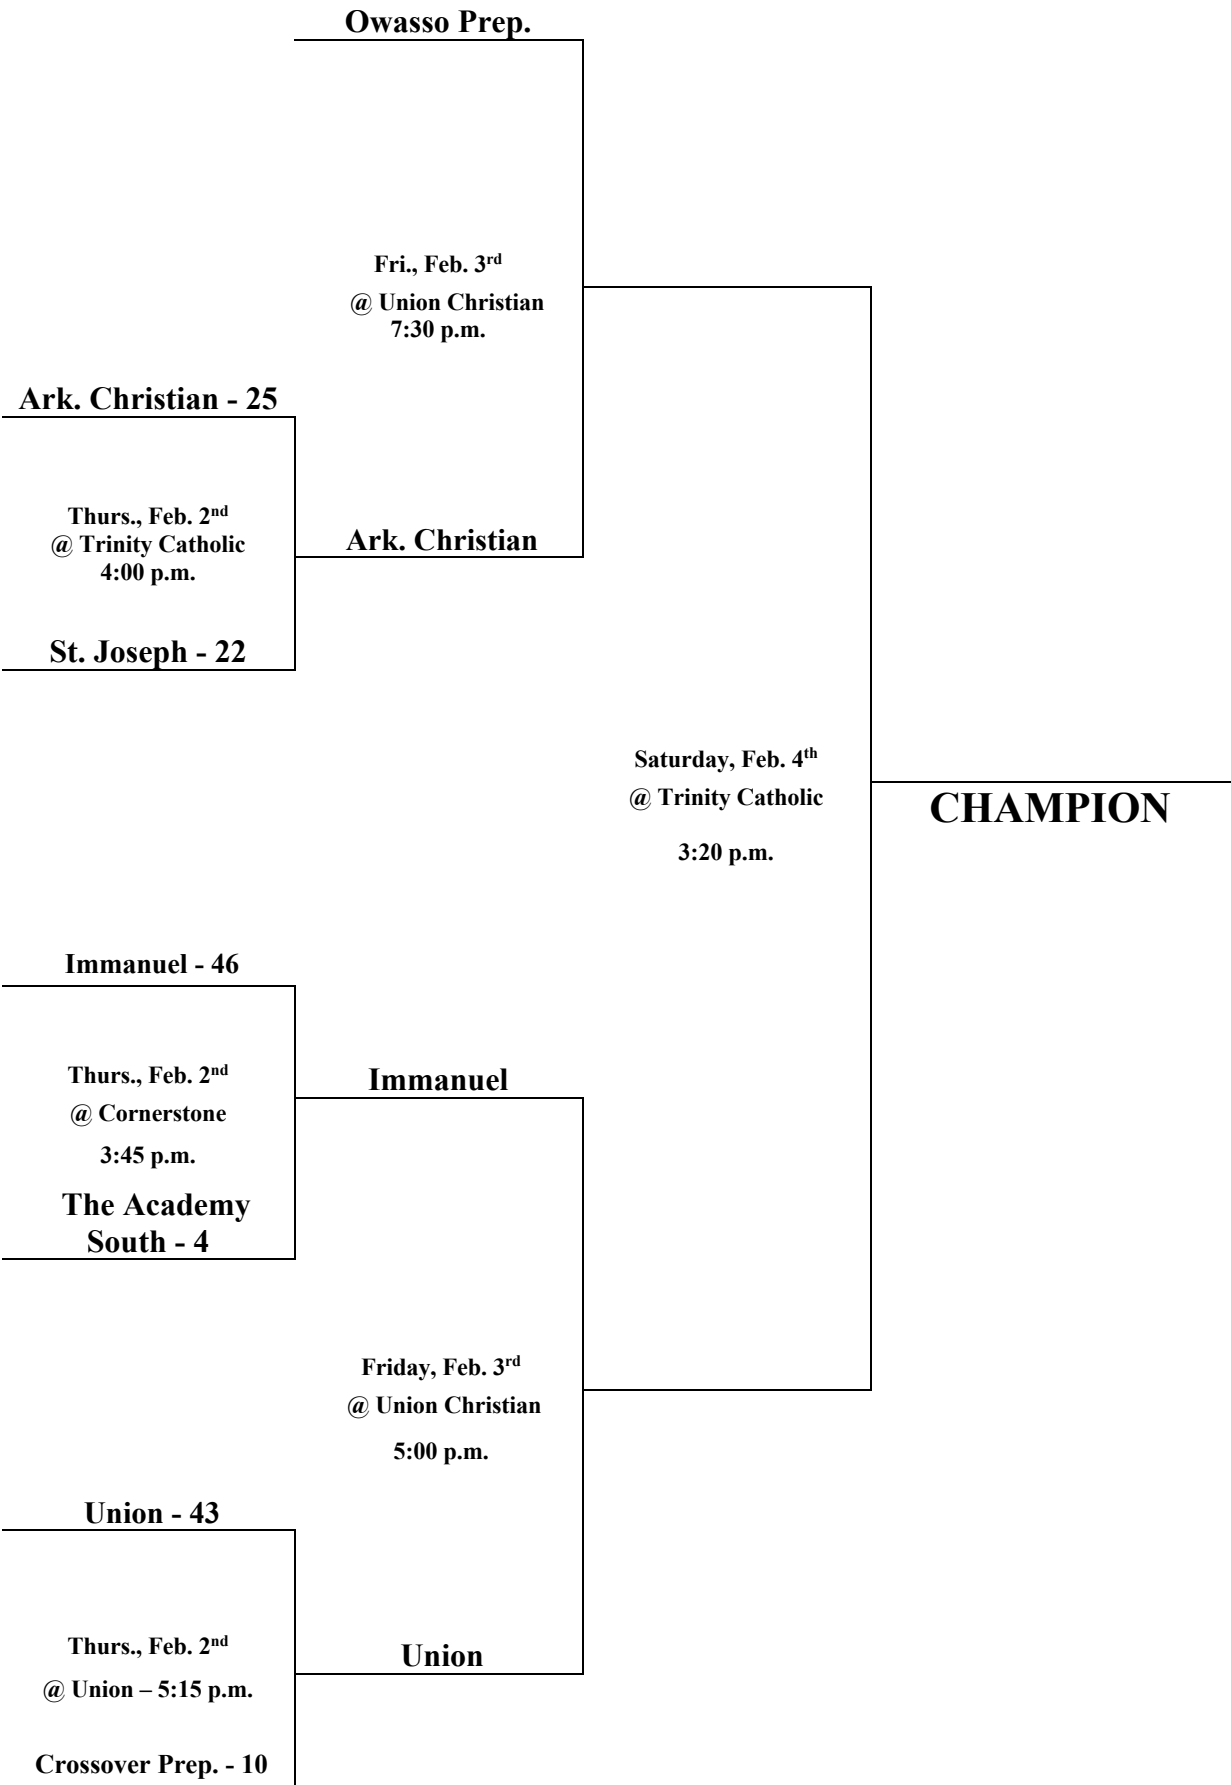 Owasso Prep.
Fri., Feb. 3rd
@ Union Christian
7:30 p.m.
Ark. Christian - 25
Thurs., Feb. 2nd
@ Trinity Catholic
4:00 p.m.
Ark. Christian
St. Joseph - 22
Saturday, Feb. 4th
@ Trinity Catholic
3:20 p.m.
CHAMPION
Immanuel - 46
Thurs., Feb. 2nd
@ Cornerstone
3:45 p.m.
Immanuel
The Academy
South - 4
Friday, Feb. 3rd
@ Union Christian
5:00 p.m.
Union - 43
Thurs., Feb. 2nd
@ Union – 5:15 p.m.
Union
Crossover Prep. - 10